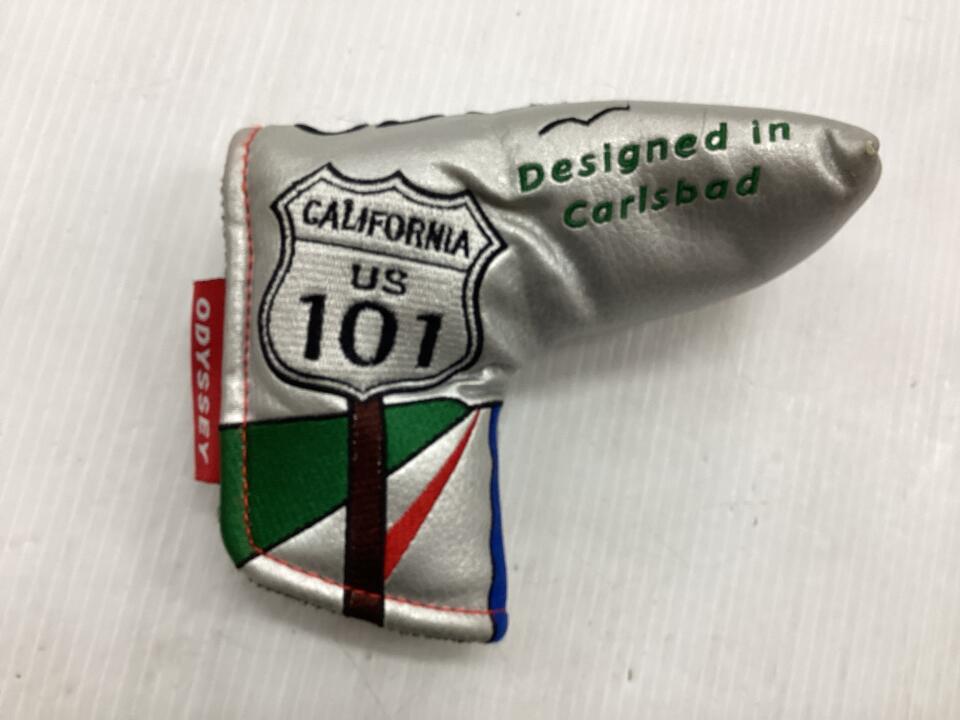 Designed in
Carlsbad
CALIFORNIA
US
101
ODYSSEY